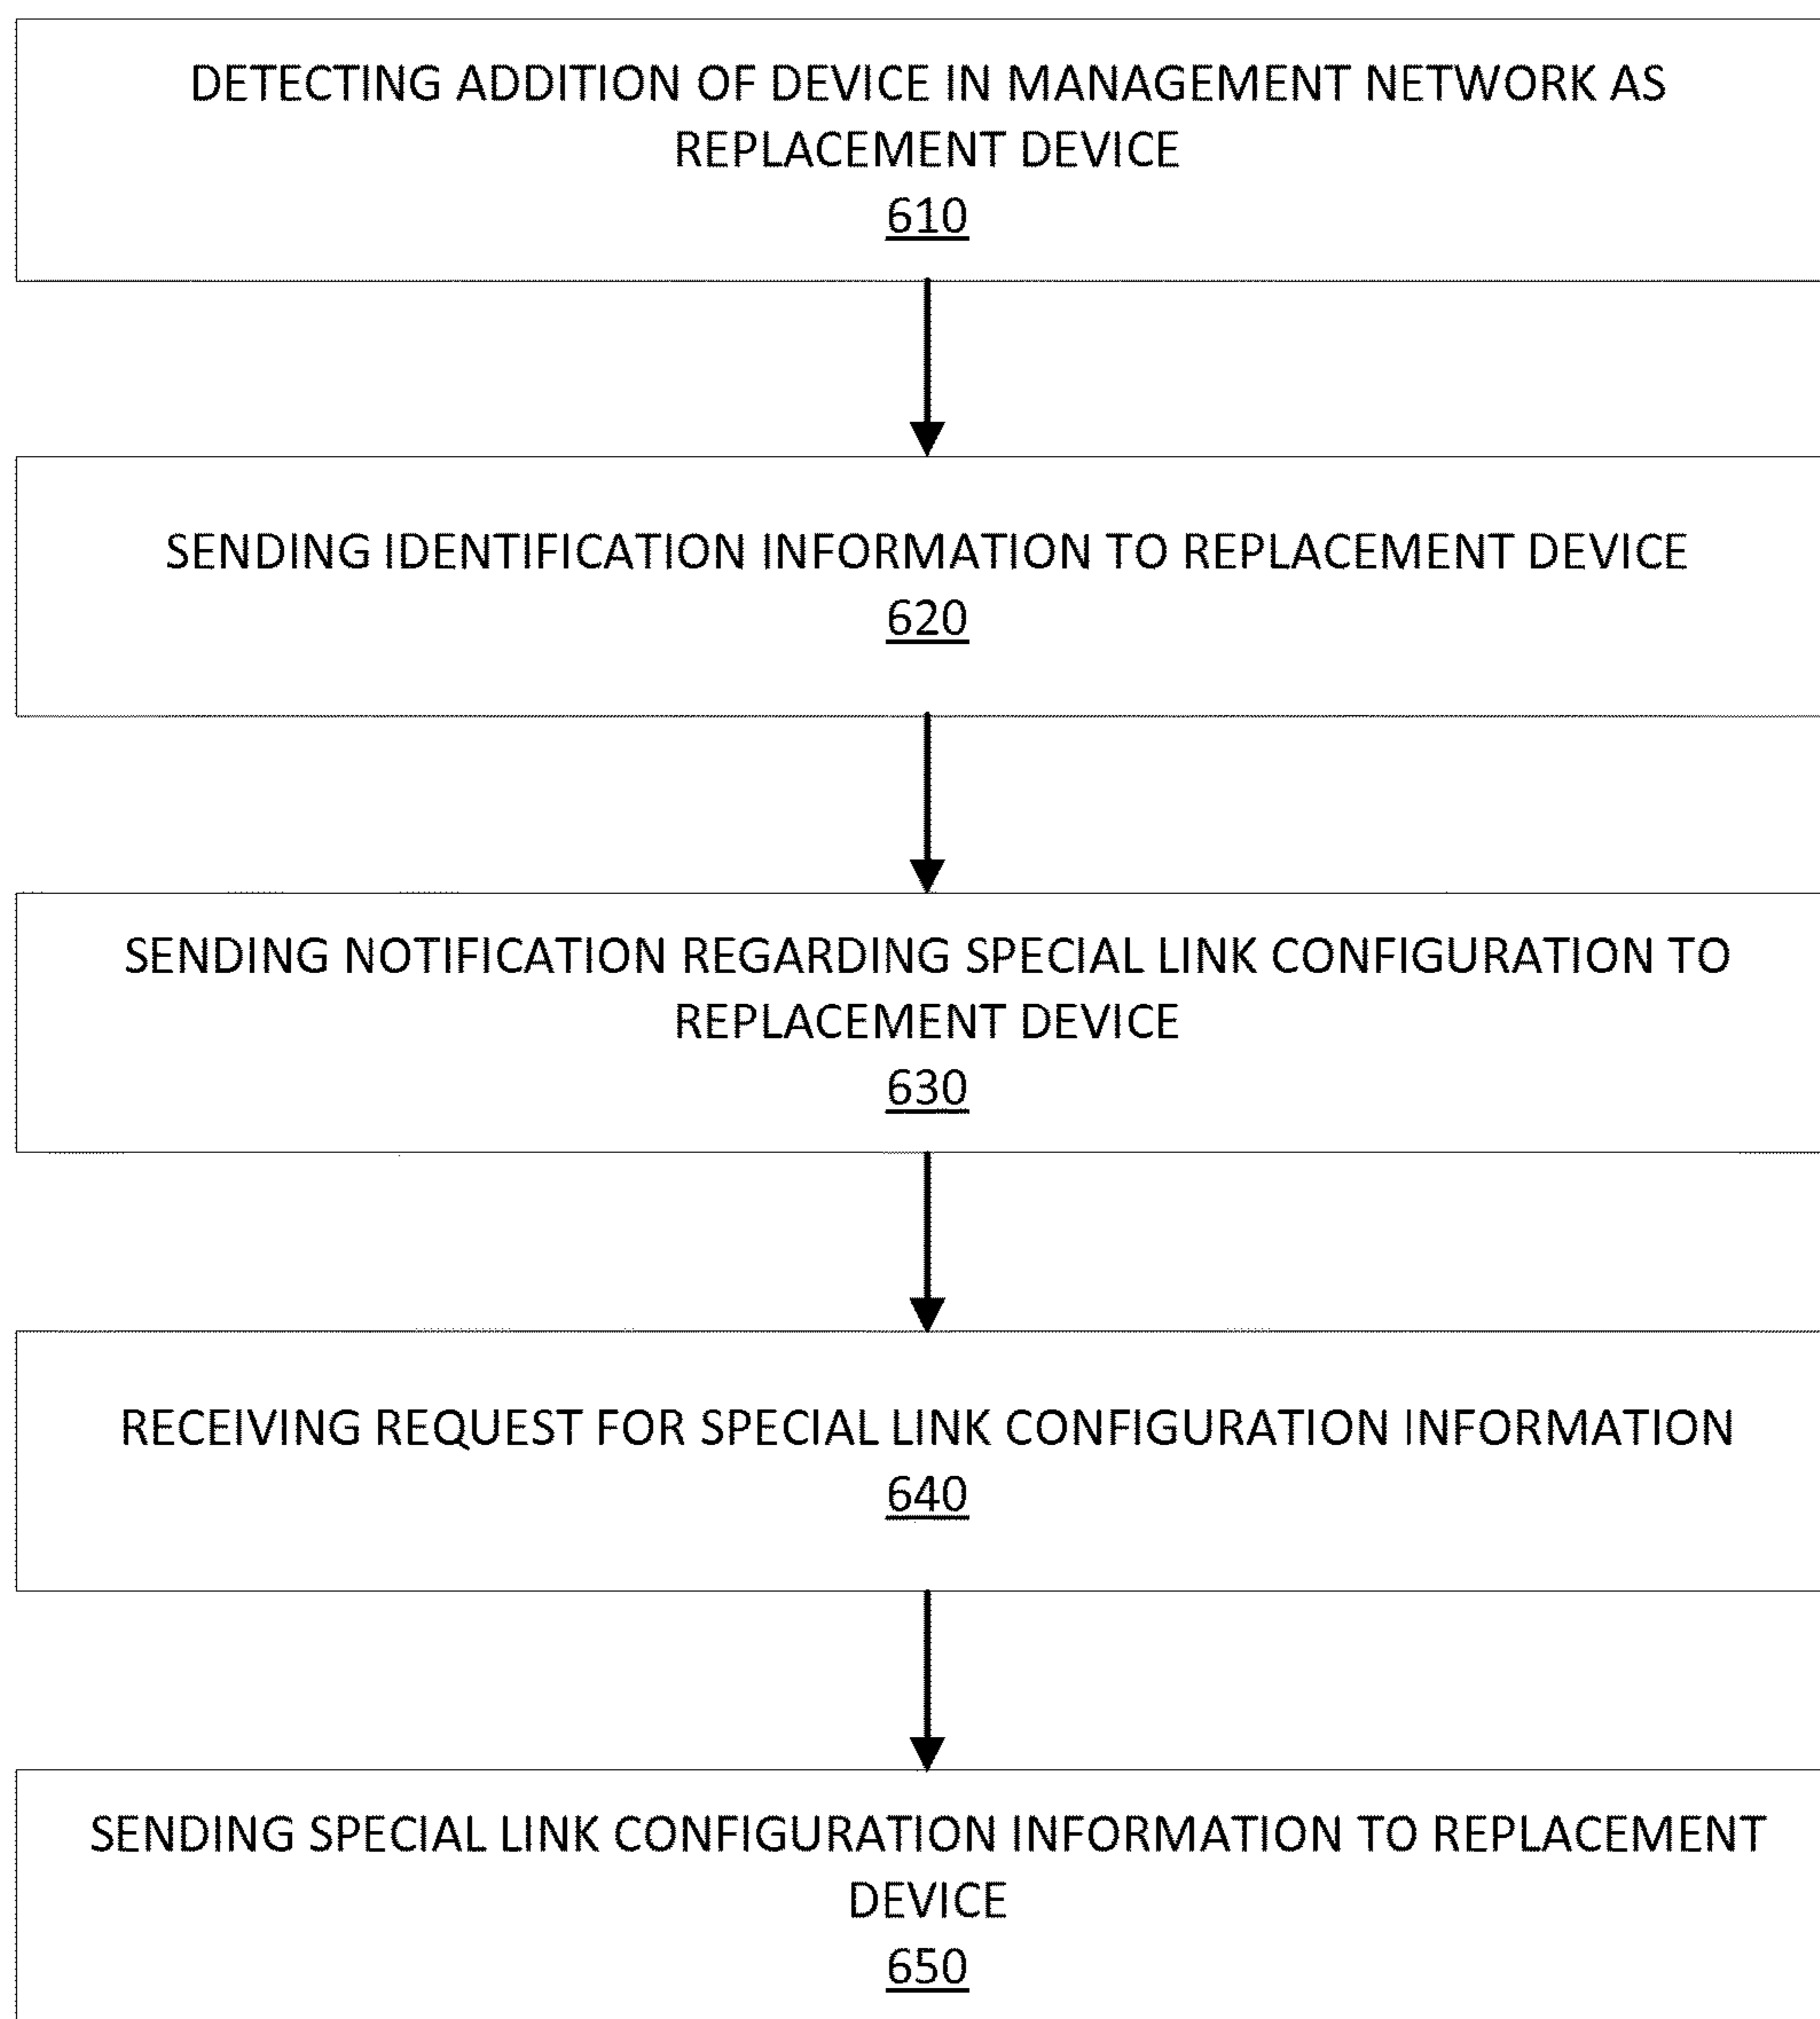 DETECTING ADDITION OF DEVICE IN MANAGEMENT NETWORK AS
REPLACEMENT DEVICE
610
SENDING IDENTIFICATION INFORMATION TO REPLACEMENT DEVICE
620
SENDING NOTIFICATION REGARDING SPECIAL LINK CONFIGURATION TO
REPLACEMENT DEVICE
630
RECEIVING REQUEST FOR SPECIAL LINK CONFIGURATION INFORMATION
640
SENDING SPECIAL LINK CONFIGURATION INFORMATION TO REPLACEMENT
DEVICE
650